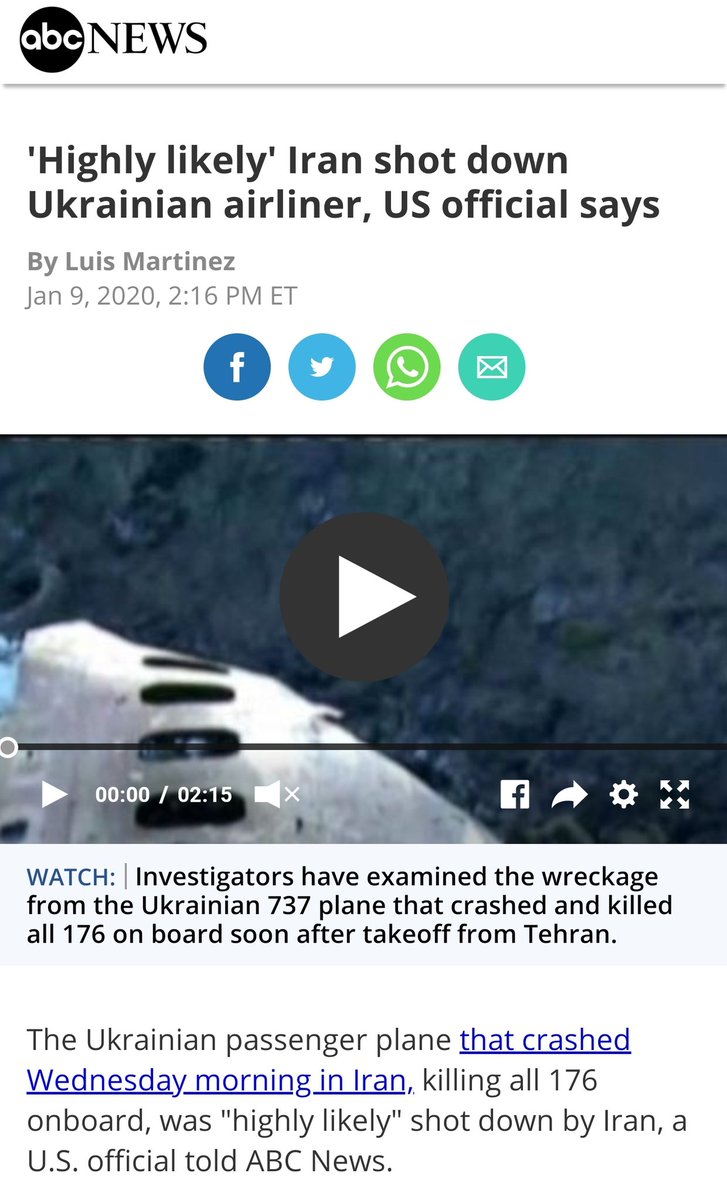 abc NEWS
'Highly likely' Iran shot down
Ukrainian airliner, US official says
By Luis Martinez
Jan 9, 2020, 2:16 PM ET
00:00 / 02:15
WATCH: | Investigators have examined the wreckage
from the Ukrainian 737 plane that crashed and killed
all 176 on board soon after takeoff from Tehran.
The Ukrainian passenger plane that crashed
Wednesday morning in Iran, killing all 176
onboard, was "highly likely" shot down by Iran, a
U.S. official told ABC News.